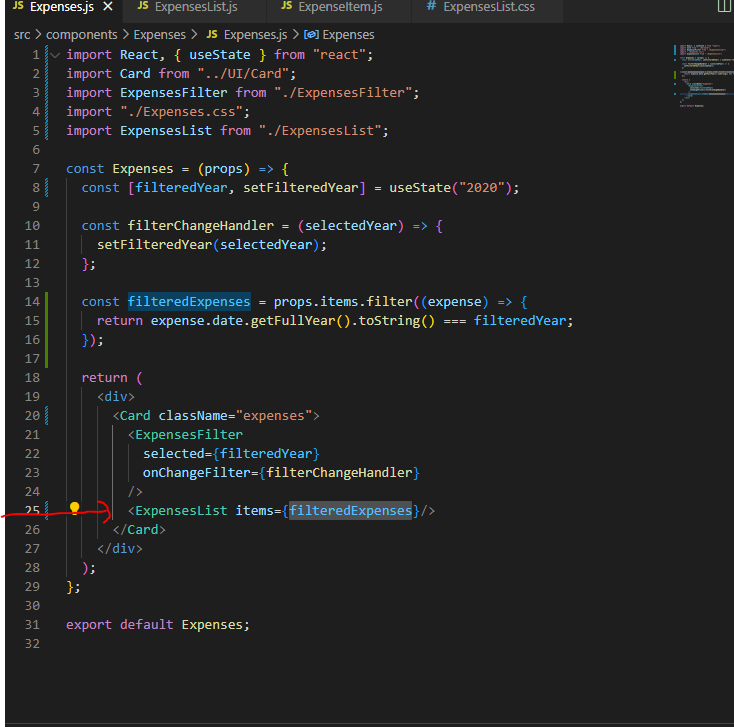 JS Expenses.js × JS ExpensesList.js JS ExpenseItem.js # ExpensesList.css
src > components > Expenses > JS Expenses.js > Expenses
1 import React, { useState } from "react";
2 import Card from "../UI/Card";
3 import ExpensesFilter from "./ExpensesFilter";
4 import "./Expenses.css";
5 import ExpensesList from "./ExpensesList";
6
7 const Expenses = (props) => {
8 const [filteredYear, setFilteredYear] = useState("2020");
9
10 const filterChangeHandler = (selectedYear) => {
11 setFilteredYear(selectedYear);
12 };
13
14 const filteredExpenses = props.items.filter((expense) => {
15 return expense.date.getFullYear().toString() === filteredYear;
16 });
17
18 return (
19 <div>
20 <Card className="expenses">
21 <ExpensesFilter
22 selected={filteredYear}
23 onChangeFilter={filterChangeHandler}
24 />
25 <ExpensesList items={filteredExpenses}/>
26 </Card>
27 </div>
28 );
29 };
30
31 export default Expenses;
32